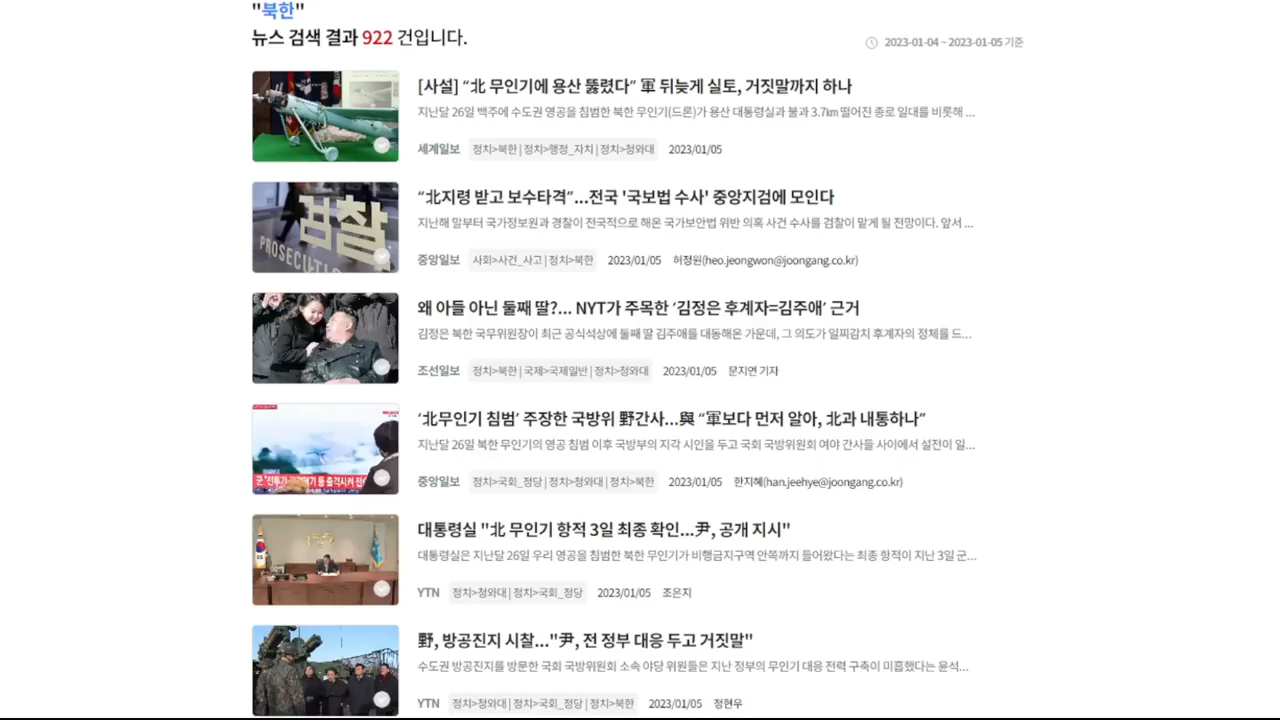 "북한"
뉴스 검색 결과 922 건입니다.
2023-01-04 ~ 2023-01-05 기준
[사설] “北 무인기에 용산 뚫렸다” 軍 뒤늦게 실토, 거짓말까지 하나
지난달 26일 백주에 수도권 영공을 침범한 북한 무인기(드론)가 용산 대통령실과 불과 3.7㎞ 떨어진 종로 일대를 비롯해 ...
세계일보 정치>북한 | 정치>행정_자치 | 정치>청와대 2023/01/05
검찰
PROSECUTI
“北지령 받고 보수타격”...전국 '국보법 수사' 중앙지검에 모인다
지난해 말부터 국가정보원과 경찰이 전국적으로 해온 국가보안법 위반 의혹 사건 수사를 검찰이 맡게 될 전망이다. 앞서 ...
중앙일보 사회>사건_사고 | 정치>북한 2023/01/05 허정원(heo.jeongwon@joongang.co.kr)
왜 아들 아닌 둘째 딸?... NYT가 주목한 ‘김정은 후계자=김주애’ 근거
김정은 북한 국무위원장이 최근 공식석상에 둘째 딸 김주애를 대동해온 가운데, 그 의도가 일찌감치 후계자의 정체를 드...
조선일보 정치>북한 | 국제>국제일반 | 정치>청와대 2023/01/05 문지연 기자
‘北무인기 침범’ 주장한 국방위 野간사...與 “軍보다 먼저 알아, 北과 내통하나”
지난달 26일 북한 무인기의 영공 침범 이후 국방부의 지각 시인을 두고 국회 국방위원회 여야 간사들 사이에서 설전이 일...
중앙일보 정치>국회_정당 | 정치>청와대 | 정치>북한 2023/01/05 한지혜(han.jeehye@joongang.co.kr)
대통령실 "北 무인기 항적 3일 최종 확인...尹, 공개 지시"
대통령실은 지난달 26일 우리 영공을 침범한 북한 무인기가 비행금지구역 안쪽까지 들어왔다는 최종 항적이 지난 3일 군...
YTN 정치>청와대 | 정치>국회_정당 2023/01/05 조은지
野, 방공진지 시찰..."尹, 전 정부 대응 두고 거짓말"
수도권 방공진지를 방문한 국회 국방위원회 소속 야당 위원들은 지난 정부의 무인기 대응 전력 구축이 미흡했다는 윤석...
YTN 정치>청와대 | 정치>국회_정당 | 정치>북한 2023/01/05 정현우